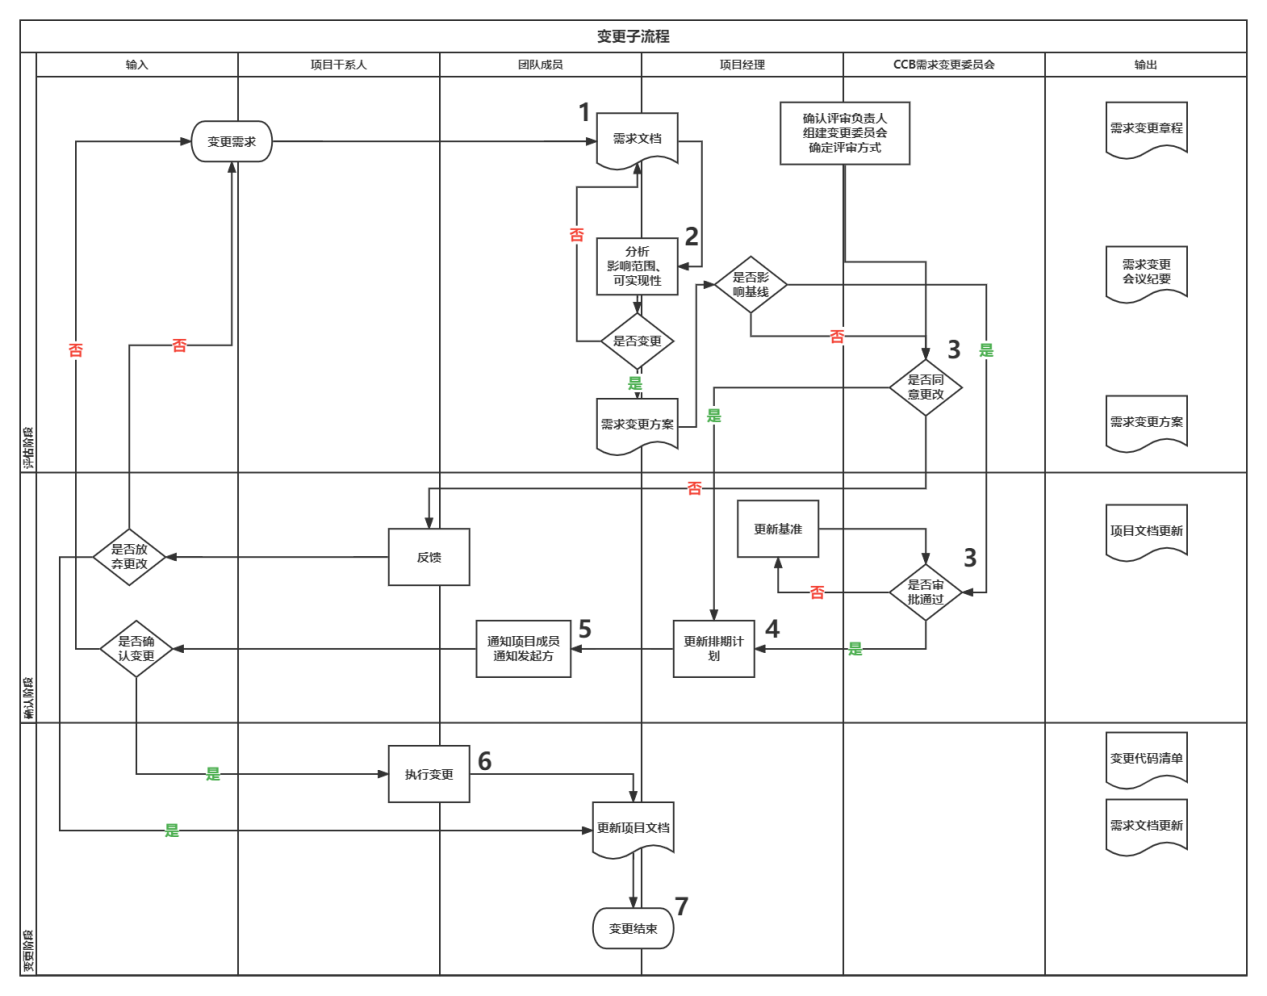 变更子流程
输入
项目干系人
团队成员
项目经理
CCB需求变更委员会
输出
评估阶段
变更需求
1
需求文档
确认评审负责人
组建变更委员会
确定评审方式
需求变更章程
否
2
分析
影响范围、
可实现性
是否影
响基线
需求变更
会议纪要
否
否
是否变更
否
3
是
是
需求变更方案
是
是否同
意更改
需求变更方案
确认阶段
否
反馈
更新基准
项目文档更新
是否放
弃更改
3
否
是否审
批通过
是否确
认变更
通知项目成员
通知发起方
5
更新排期计
划
4
是
变更阶段
是
执行变更
6
变更代码清单
是
更新项目文档
需求文档更新
变更结束
7